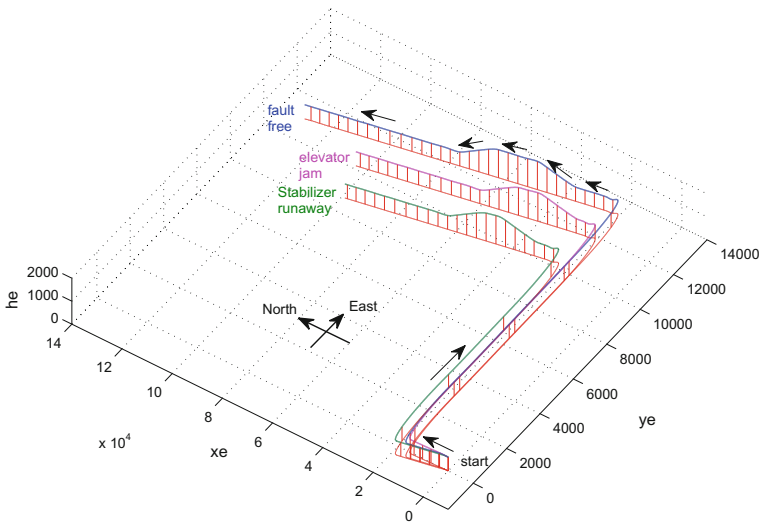 fault
free
elevator
jam
Stabilizer
runaway
North
East
start
he
2000
1000
0
14
12
10
8
6
4
2
0
x 10^4
xe
0
2000
4000
6000
8000
10000
12000
14000
ye